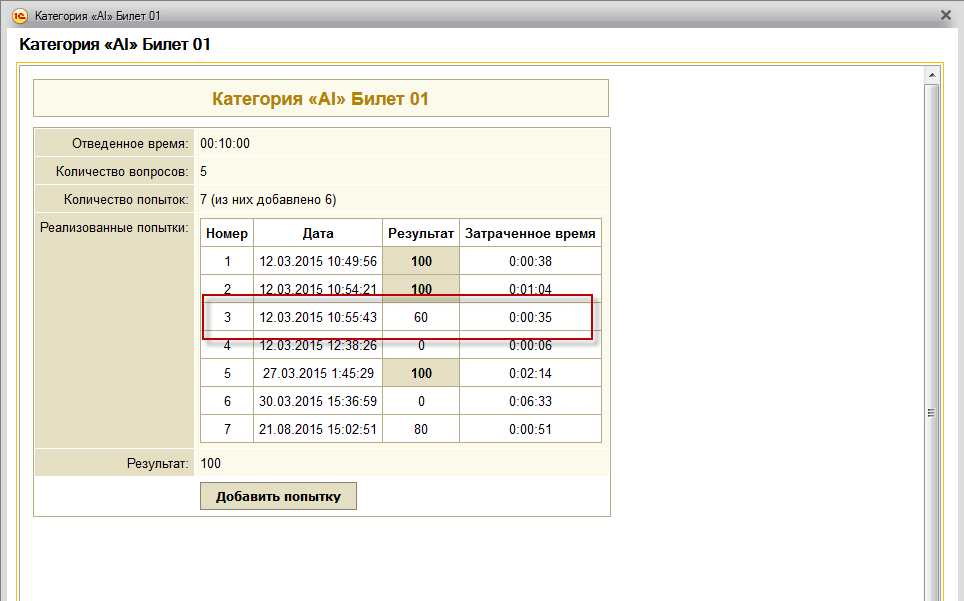 Категория «AI» Билет 01
Категория «AI» Билет 01
Категория «AI» Билет 01
Отведенное время: 00:10:00
Количество вопросов: 5
Количество попыток: 7 (из них добавлено 6)
Реализованные попытки:
Номер Дата Результат Затраченное время
1 12.03.2015 10:49:56 100 0:00:38
2 12.03.2015 10:54:21 100 0:01:04
3 12.03.2015 10:55:43 60 0:00:35
4 12.03.2015 12:38:26 0 0:00:06
5 27.03.2015 1:45:29 100 0:02:14
6 30.03.2015 15:36:59 0 0:06:33
7 21.08.2015 15:02:51 80 0:00:51
Результат: 100
Добавить попытку